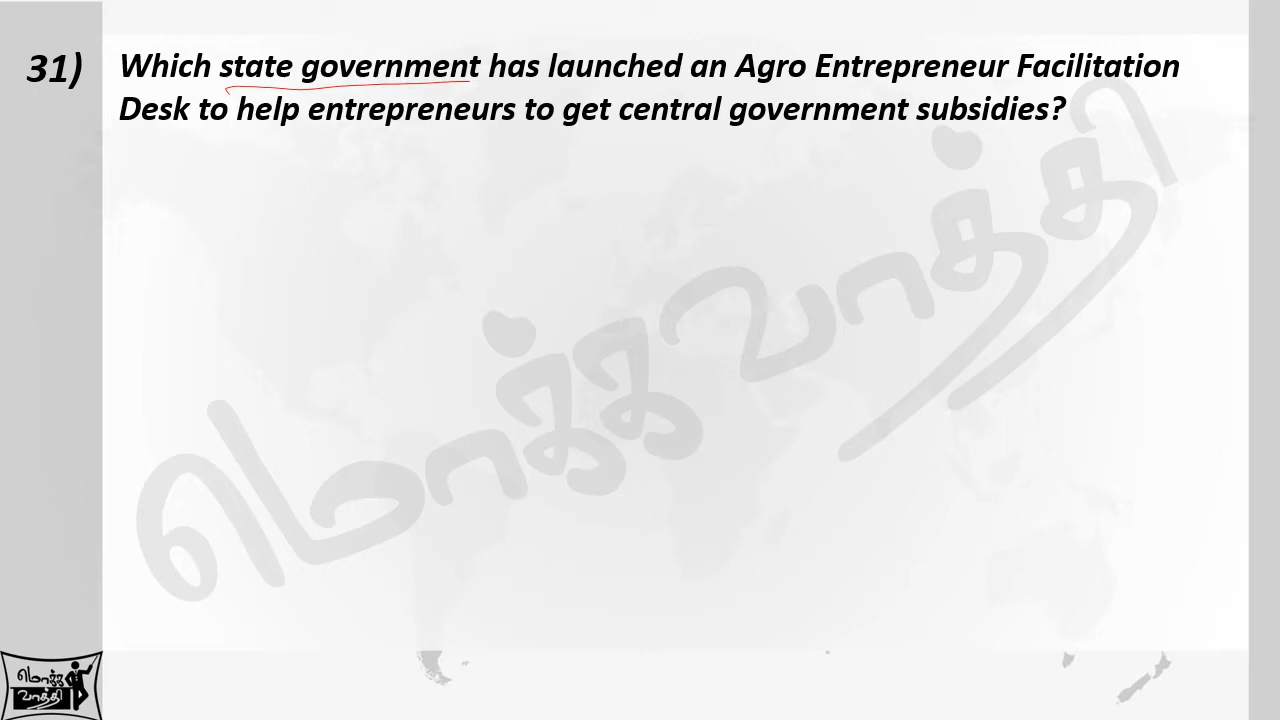 31) Which state government has launched an Agro Entrepreneur Facilitation
Desk to help entrepreneurs to get central government subsidies?
மொக்கவாத்தி
மொக்க
வாத்தி